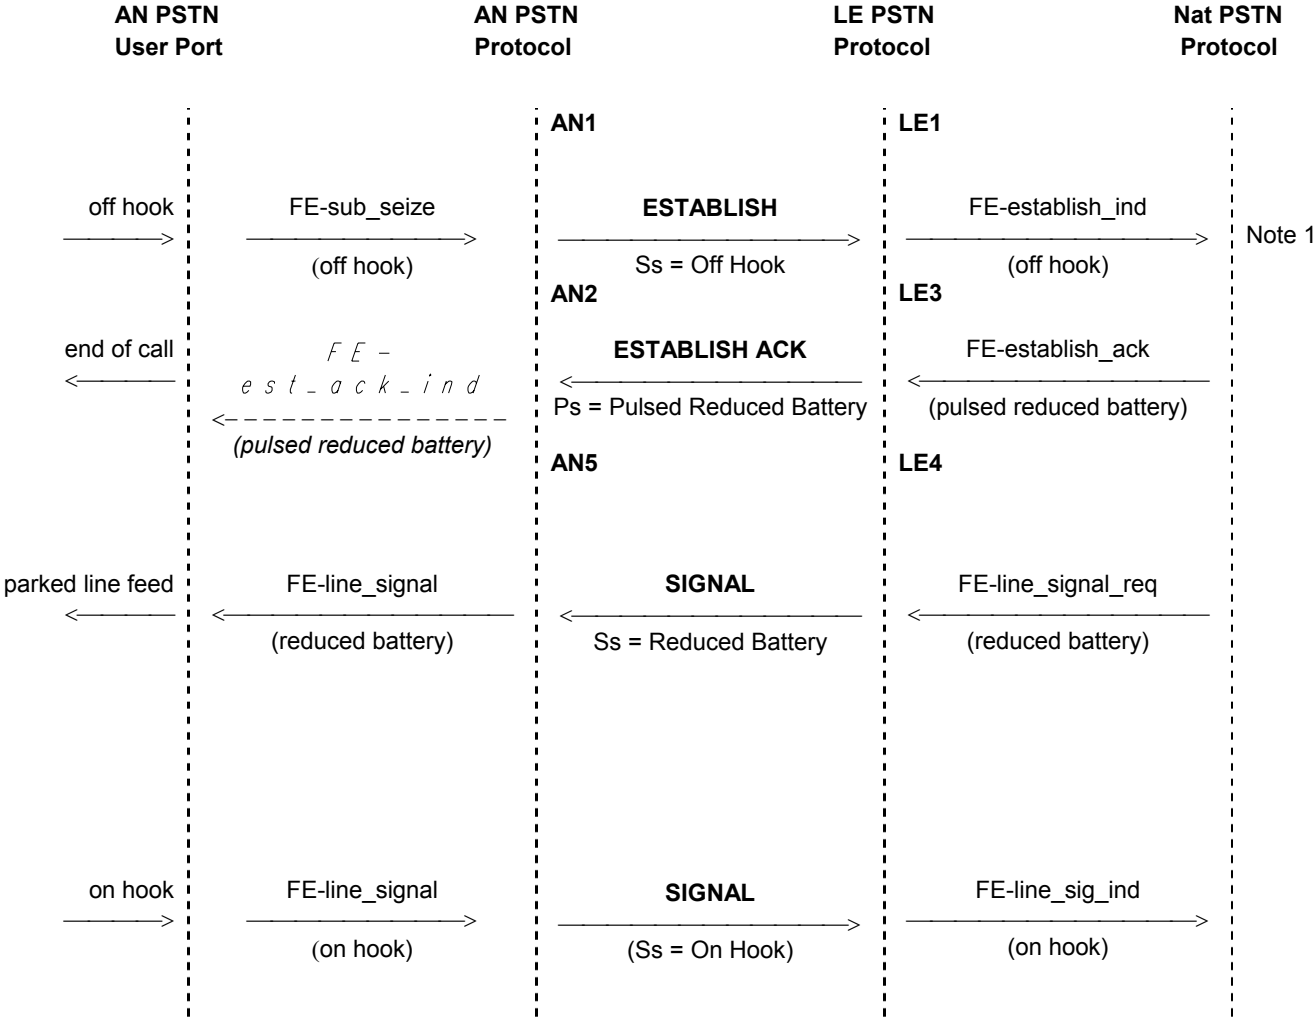 AN PSTN
User Port
AN PSTN
Protocol
LE PSTN
Protocol
Nat PSTN
Protocol
AN1
LE1
off hook
FE-sub_seize
ESTABLISH
FE-establish_ind
Note 1
(off hook)
Ss = Off Hook
(off hook)
AN2
LE3
end of call
FE-
est_ack_ind
ESTABLISH ACK
FE-establish_ack
(pulsed reduced battery)
Ps = Pulsed Reduced Battery
(pulsed reduced battery)
AN5
LE4
parked line feed
FE-line_signal
SIGNAL
FE-line_signal_req
(reduced battery)
Ss = Reduced Battery
(reduced battery)
on hook
FE-line_signal
SIGNAL
FE-line_sig_ind
(on hook)
(Ss = On Hook)
(on hook)